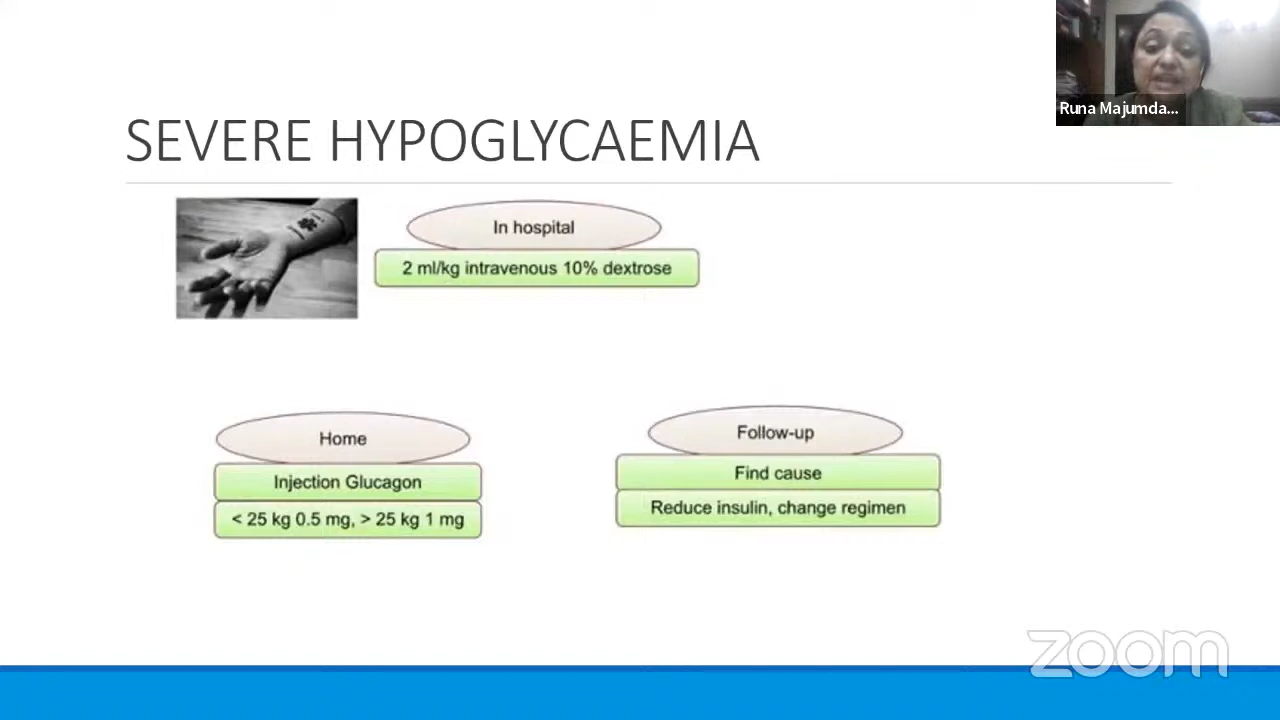 Runa Majumda...
SEVERE HYPOGLYCAEMIA
In hospital
2 ml/kg intravenous 10% dextrose
Home
Injection Glucagon
< 25 kg 0.5 mg, > 25 kg 1 mg
Follow-up
Find cause
Reduce insulin, change regimen
zoom